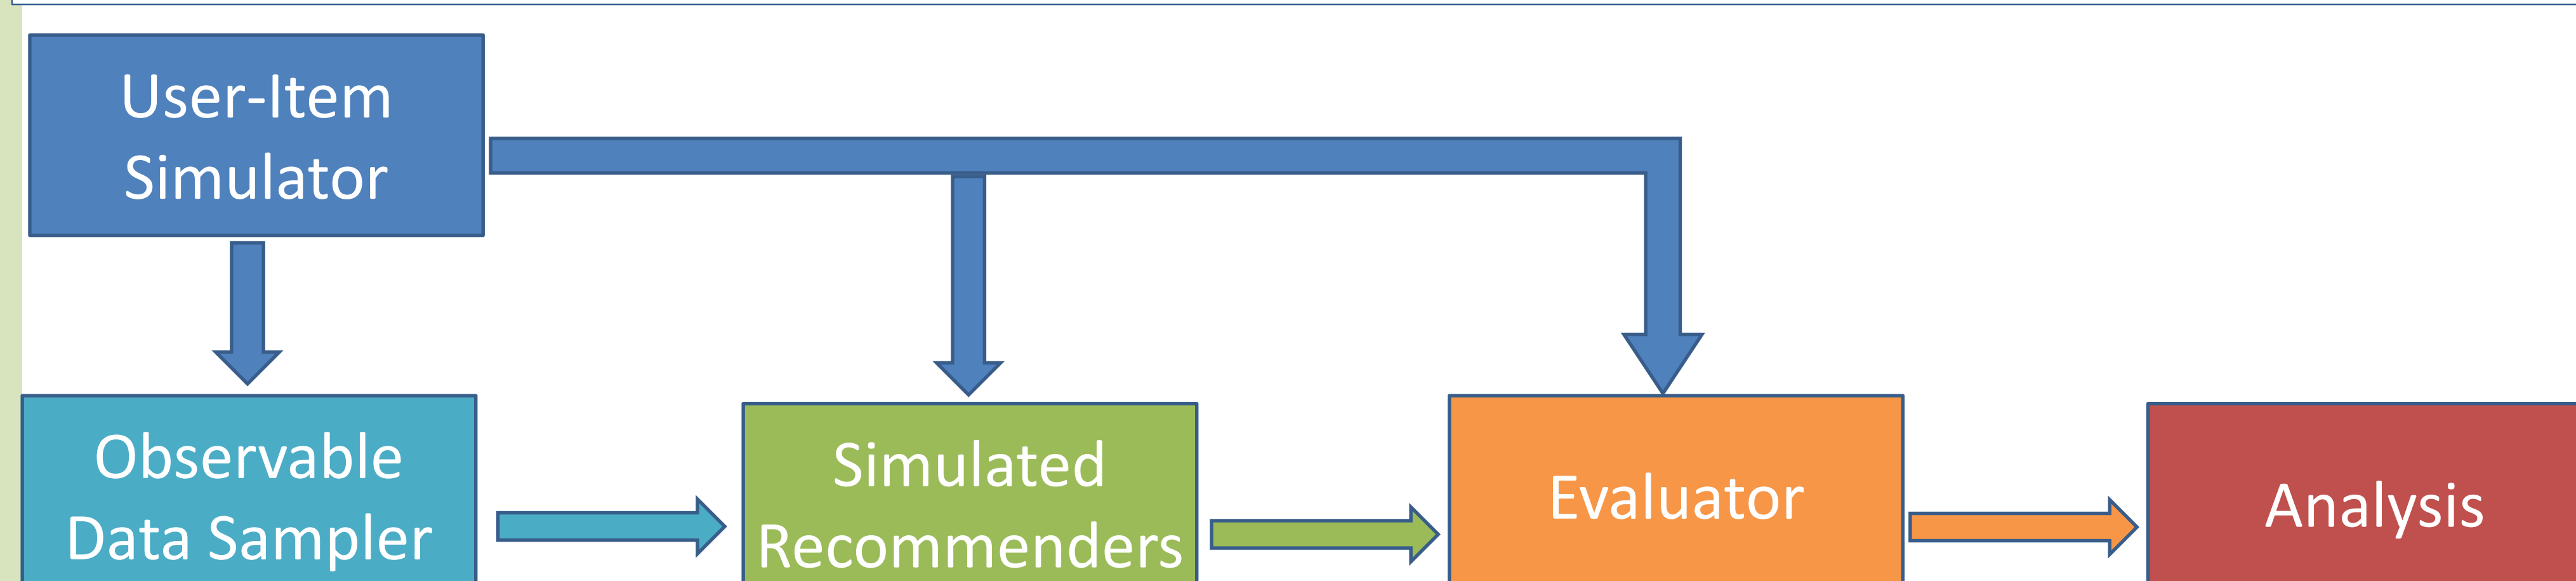 User-Item
Simulator
Observable
Data Sampler
Simulated
Recommenders
Evaluator
Analysis